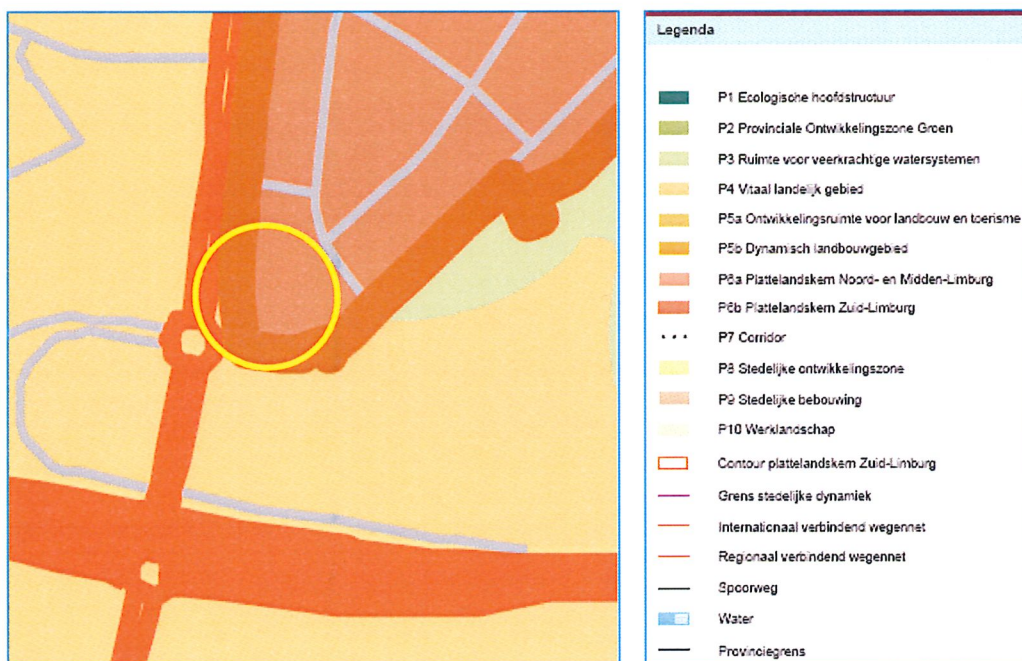 Legenda
P1 Ecologische hoofdstructuur
P2 Provinciale Ontwikkelingszone Groen
P3 Ruimte voor veerkrachtige watersystemen
P4 Vitaal landelijk gebied
P5a Ontwikkelingsruimte voor landbouw en toerisme
P5b Dynamisch landbouwgebied
P6a Plattelandskern Noord- en Midden-Limburg
P6b Plattelandskern Zuid-Limburg
P7 Corridor
P8 Stedelijke ontwikkelingszone
P9 Stedelijke bebouwing
P10 Werklandschap
Contour plattelandskern Zuid-Limburg
Grens stedelijke dynamiek
Internationaal verbindend wegennet
Regionaal verbindend wegennet
Spoorweg
Water
Provinciegrens